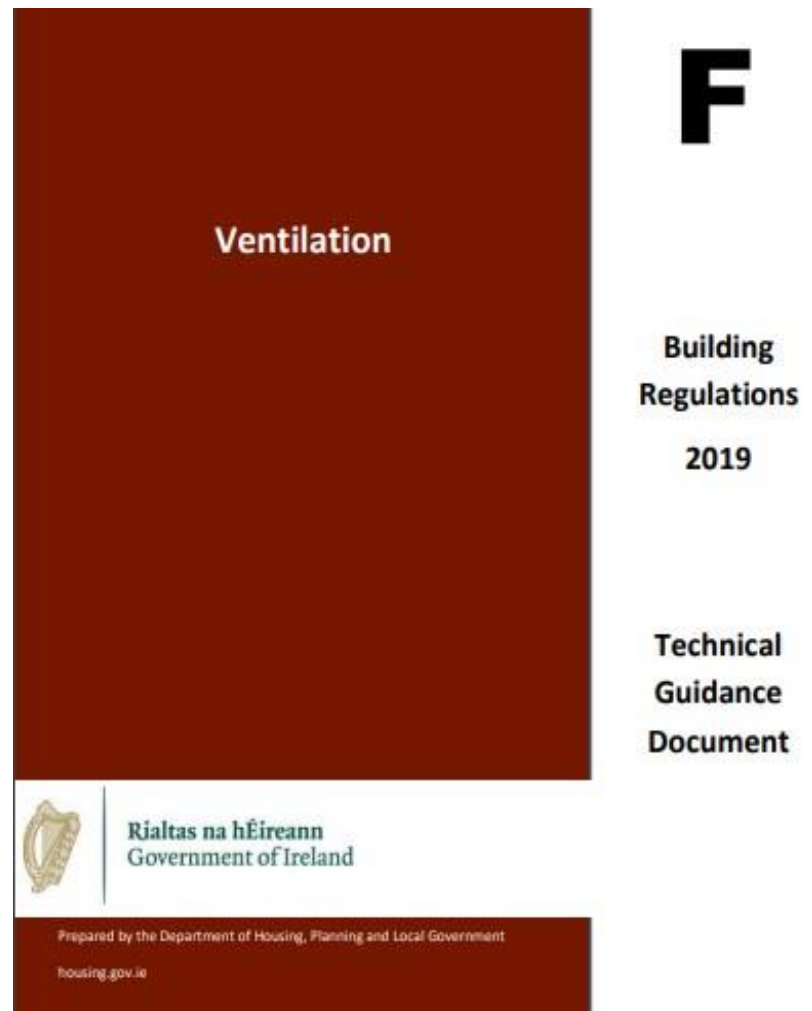 F
Ventilation
Building
Regulations
2019
Technical
Guidance
Document
Rialtas na hÉireann
Government of Ireland
Prepared by the Department of Housing, Planning and Local Government
housing.gov.ie